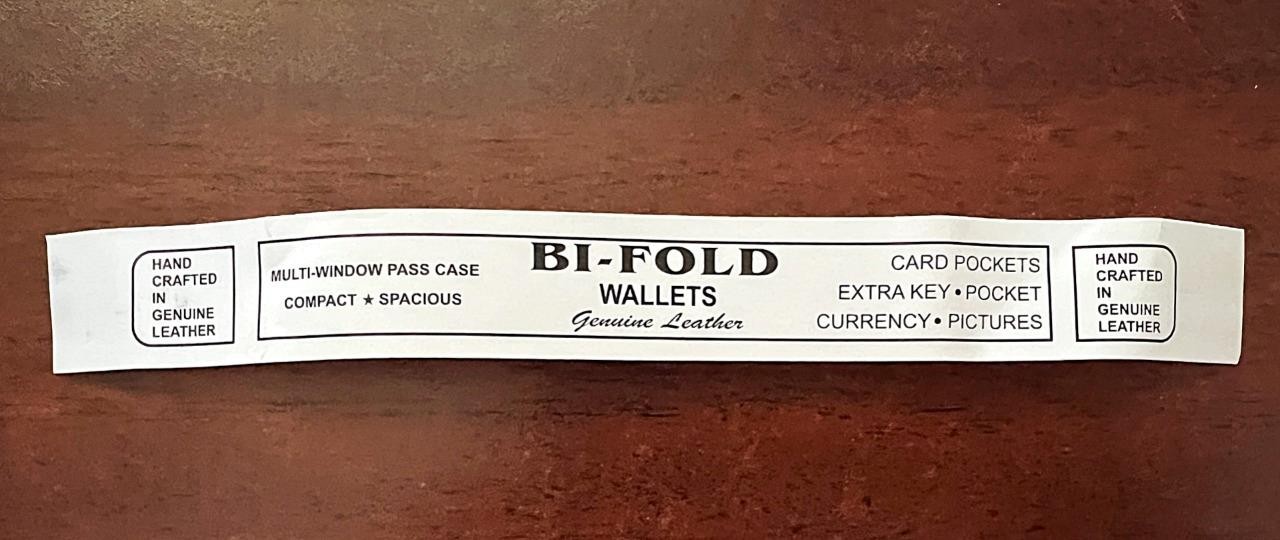 HAND
CRAFTED
IN
GENUINE
LEATHER
MULTI-WINDOW PASS CASE
COMPACT ★ SPACIOUS
BI-FOLD
WALLETS
Genuine Leather
CARD POCKETS
EXTRA KEY • POCKET
CURRENCY • PICTURES
HAND
CRAFTED
IN
GENUINE
LEATHER